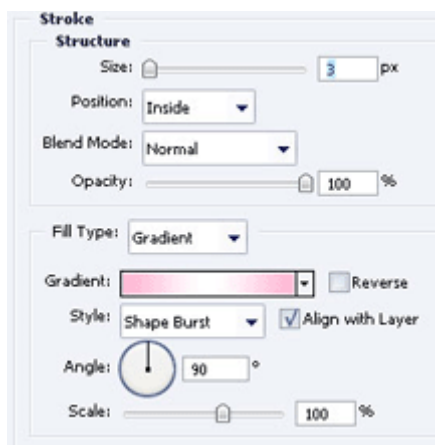 Stroke
Structure
Size: 3 px
Position: Inside
Blend Mode: Normal
Opacity: 100 %
Fill Type: Gradient
Gradient: Reverse
Style: Shape Burst Align with Layer
Angle: 90 °
Scale: 100 %